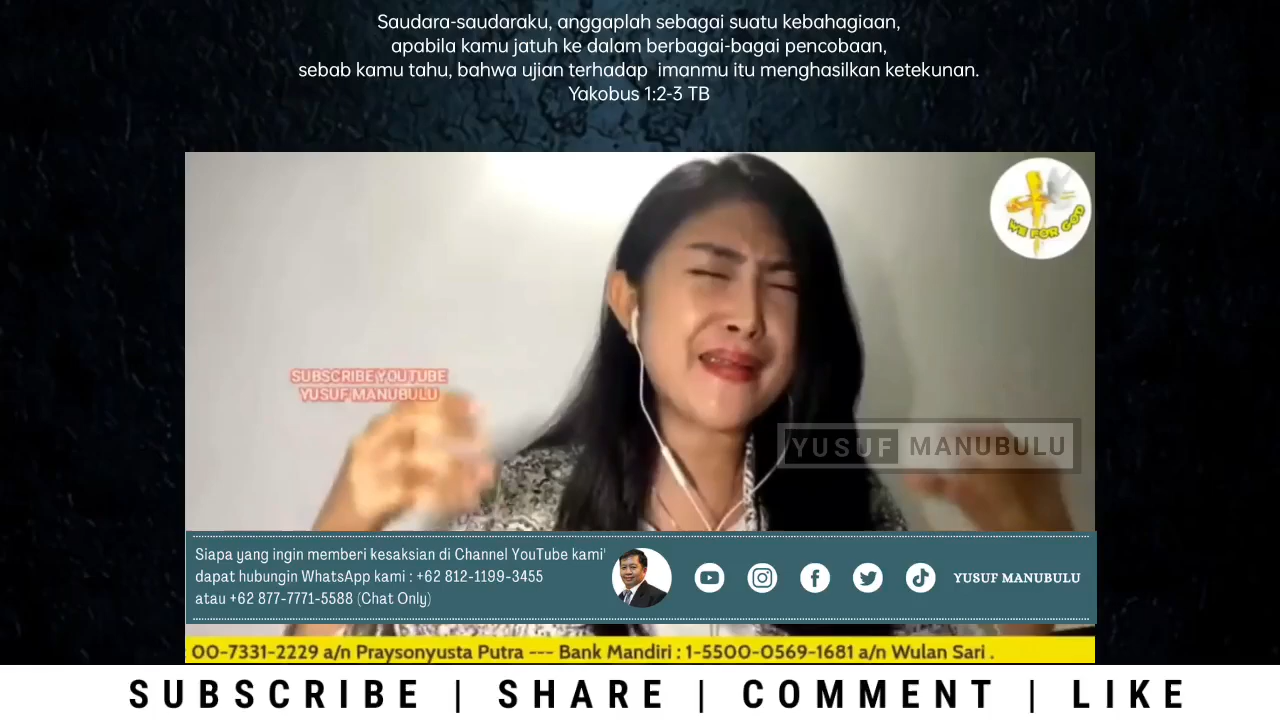 Saudara-saudaraku, anggaplah sebagai suatu kebahagiaan,
apabila kamu jatuh ke dalam berbagai-bagai pencobaan,
sebab kamu tahu, bahwa ujian terhadap imanmu itu menghasilkan ketekunan.
Yakobus 1:2-3 TB
WE FOR GOD
SUBSCRIBE YOUTUBE
YUSUF MANUBULU
YUSUF MANUBULU
Siapa yang ingin memberi kesaksian di Channel YouTube kami'
dapat hubungin WhatsApp kami : +62 812-1199-3455
atau +62 877-7771-5588 (Chat Only)
YUSUF MANUBULU
00-7331-2229 a/n Praysonyusta Putra --- Bank Mandiri : 1-5500-0569-1681 a/n Wulan Sari .
SUBSCRIBE | SHARE | COMMENT | LIKE